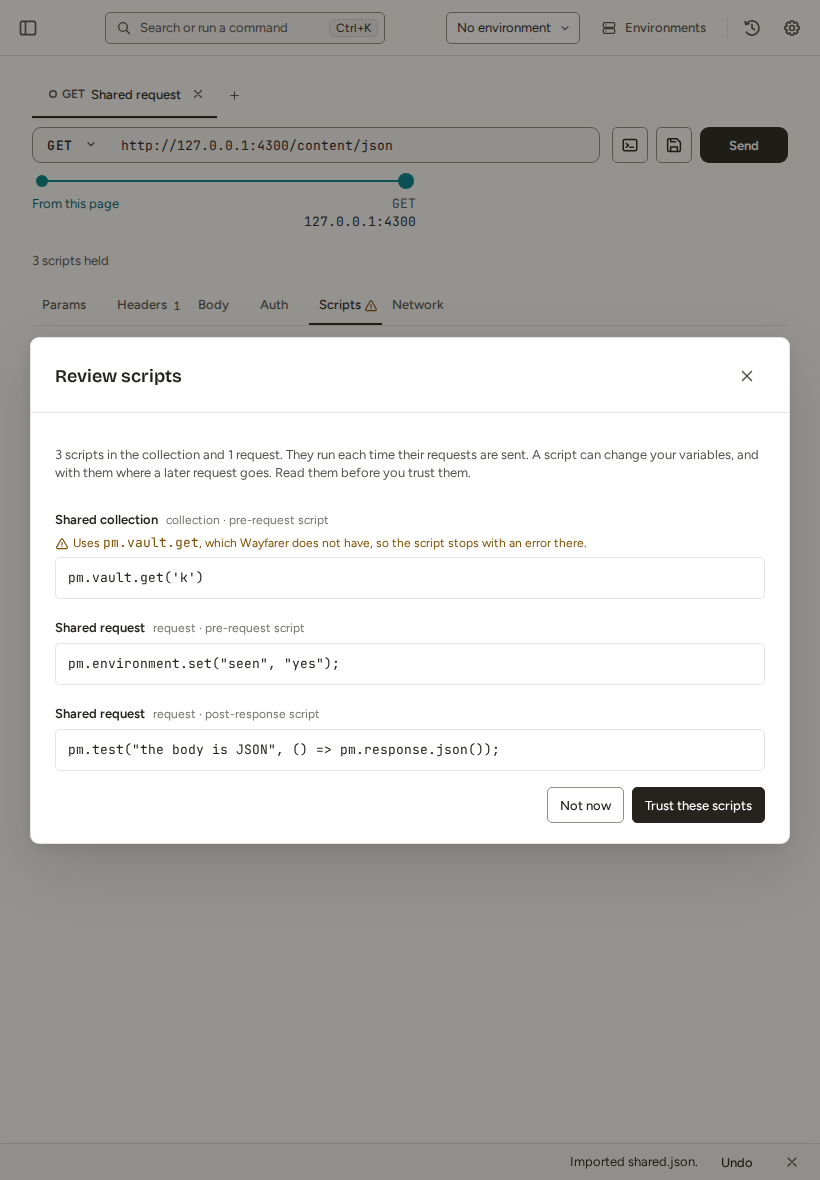 Search or run a command Ctrl+K No environment Environments
GET Shared request
GET http://127.0.0.1:4300/content/json Send
From this page GET
127.0.0.1:4300
3 scripts held
Params Headers 1 Body Auth Scripts Network
Review scripts
3 scripts in the collection and 1 request. They run each time their requests are sent. A script can change your variables, and
with them where a later request goes. Read them before you trust them.
Shared collection collection · pre-request script
Uses pm.vault.get, which Wayfarer does not have, so the script stops with an error there.
pm.vault.get('k')
Shared request request · pre-request script
pm.environment.set("seen", "yes");
Shared request request · post-response script
pm.test("the body is JSON", () => pm.response.json());
Not now Trust these scripts
Imported shared.json. Undo